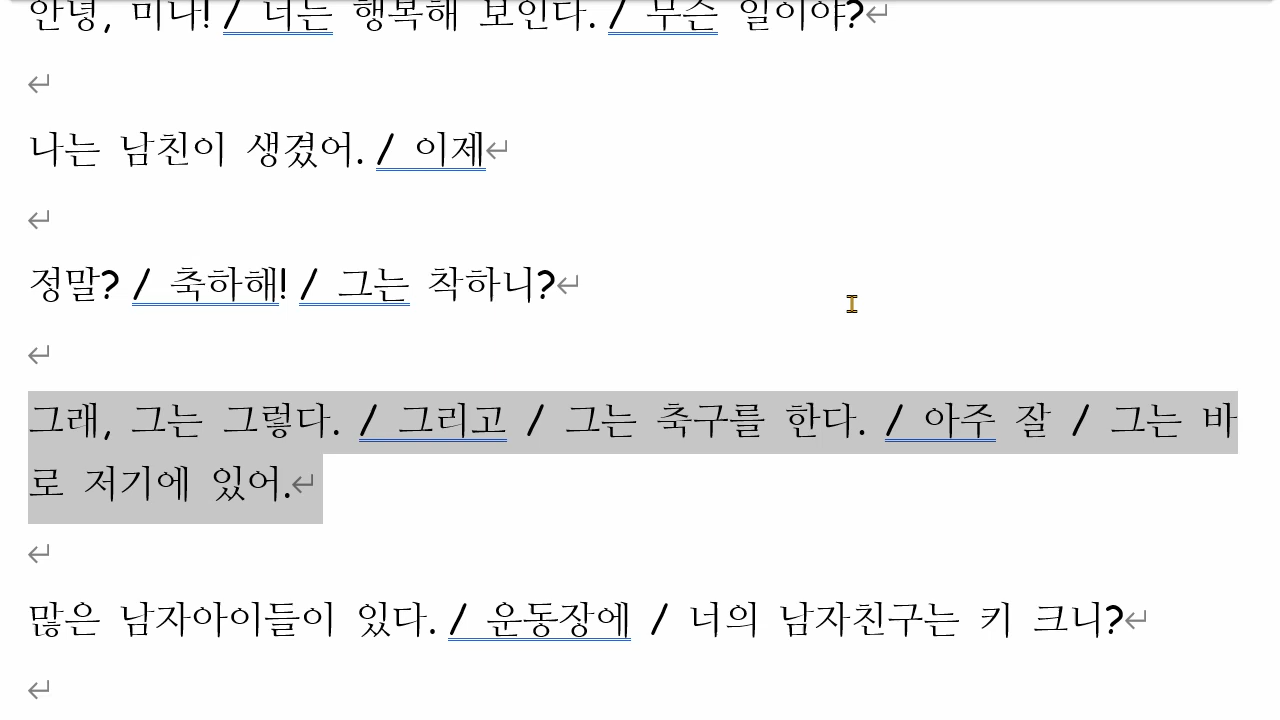 안녕, 미나! / 너는 행복해 보인다. / 무슨 일이야?
나는 남친이 생겼어. / 이제
정말? / 축하해! / 그는 착하니?
그래, 그는 그렇다. / 그리고 / 그는 축구를 한다. / 아주 잘 / 그는 바
로 저기에 있어.
많은 남자아이들이 있다. / 운동장에 / 너의 남자친구는 키 크니?